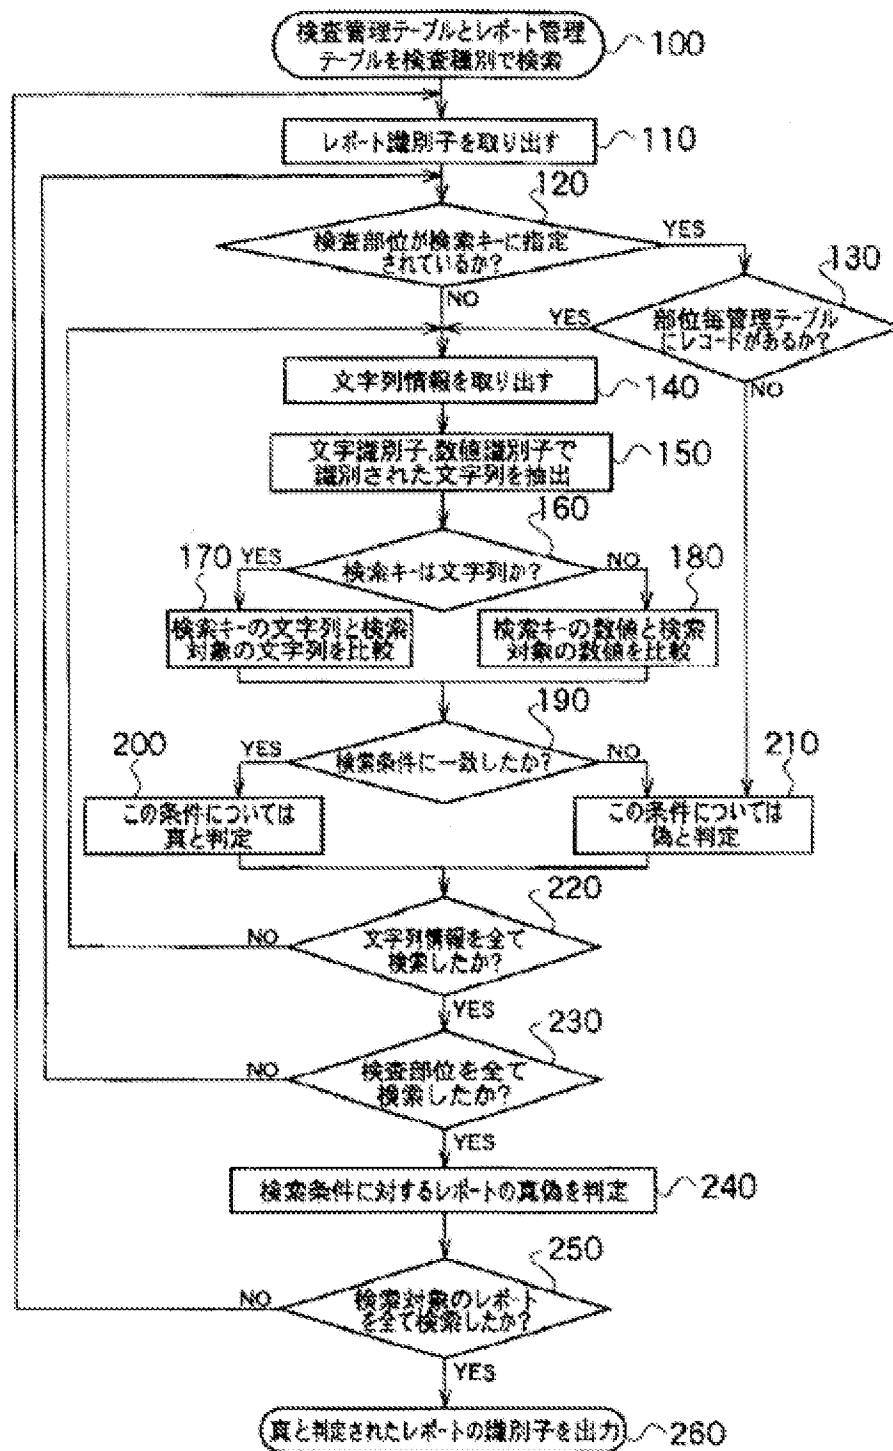 検査管理テーブルとレポート管理
テーブルを検査種別で検索
100
レポート識別子を取り出す
110
120
検査部位が検索キーに指定
されているか?
YES
NO
130
部位毎管理テーブル
にレコードがあるか?
YES
NO
文字列情報を取り出す
140
文字識別子,数値識別子で
識別された文字列を抽出
150
160
検索キーは文字列か?
YES
NO
170
検索キーの文字列と検索
対象の文字列を比較
180
検索キーの数値と検索
対象の数値を比較
190
検索条件に一致したか?
YES
NO
200
この条件については
真と判定
210
この条件については
偽と判定
220
文字列情報を全て
検索したか?
NO
YES
230
検査部位を全て
検索したか?
NO
YES
検索条件に対するレポートの真偽を判定
240
250
検索対象のレポート
を全て検索したか?
NO
YES
真と判定されたレポートの識別子を出力
260